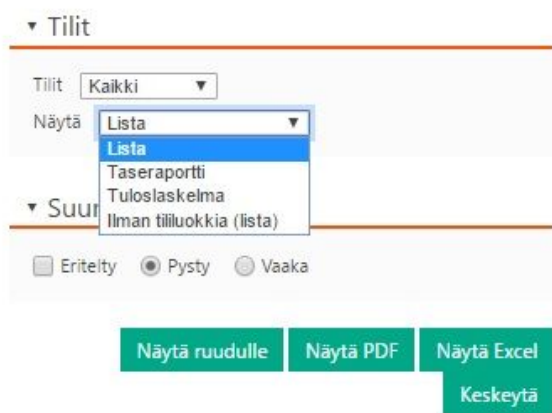 Tilit
Tilit Kaikki
Näytä Lista
Lista
Taseraportti
Tuloslaskelma
Ilman tililuokkia (lista)
Eritelty Pysty Vaaka
Näytä ruudulle Näytä PDF Näytä Excel
Keskeytä